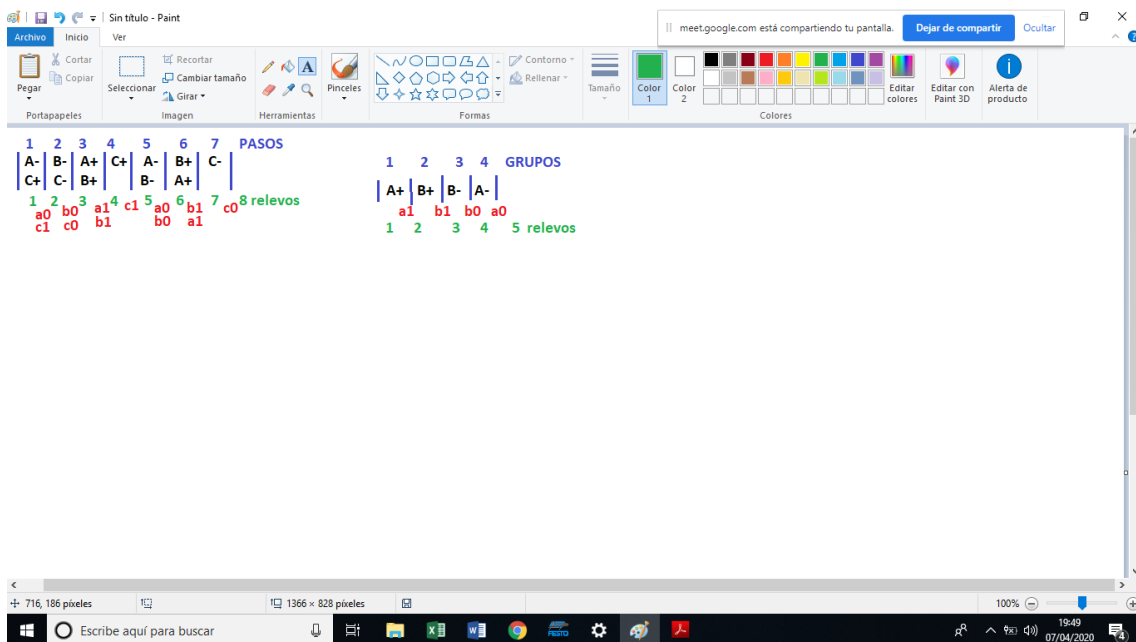 Sin título - Paint
meet.google.com está compartiendo tu pantalla. Dejar de compartir Ocultar
Archivo Inicio Ver
Pegar Cortar Copiar
Portapapeles
Seleccionar Recortar Cambiar tamaño Girar
Imagen
A
Herramientas
Pinceles
Contorno Rellenar
Formas
Tamaño
Color 1 Color 2
Editar colores
Colores
Editar con Paint 3D
Alerta de producto
1 2 3 4 5 6 7 PASOS
A- B- A+ C+ A- B+ C-
C+ C- B+ B- A+
1 2 3 4 5 6 7 8 relevos
a0 b0 a1 c1 a0 b1 c0
c1 c0 b1 b0 a1
1 2 3 4 GRUPOS
A+ B+ B- A-
a1 b1 b0 a0
1 2 3 4 5 relevos
716, 186 píxeles 1366 × 828 píxeles 100%
Escribe aquí para buscar
FESTO
19:49
07/04/2020
4